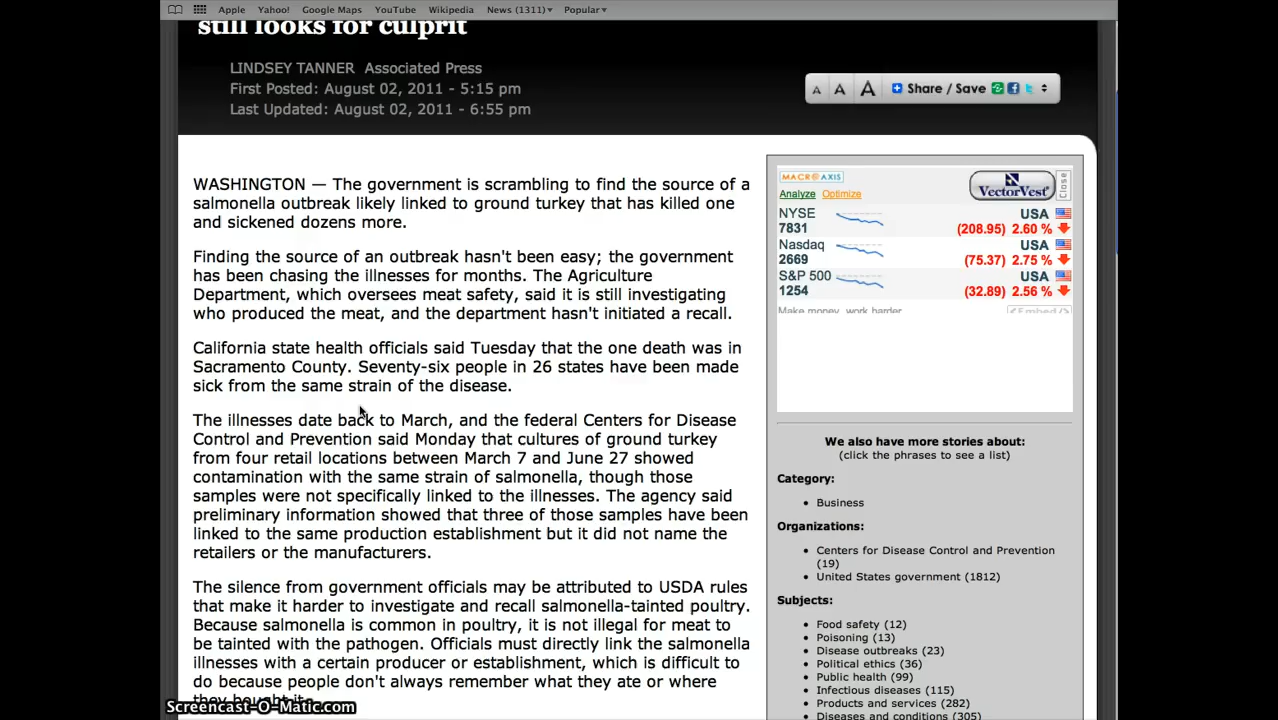 Apple Yahoo! Google Maps YouTube Wikipedia News (1311)▾ Popular▾
still looks for culprit
LINDSEY TANNER Associated Press
First Posted: August 02, 2011 - 5:15 pm
Last Updated: August 02, 2011 - 6:55 pm
A A A Share / Save
WASHINGTON — The government is scrambling to find the source of a
salmonella outbreak likely linked to ground turkey that has killed one
and sickened dozens more.
Finding the source of an outbreak hasn't been easy; the government
has been chasing the illnesses for months. The Agriculture
Department, which oversees meat safety, said it is still investigating
who produced the meat, and the department hasn't initiated a recall.
California state health officials said Tuesday that the one death was in
Sacramento County. Seventy-six people in 26 states have been made
sick from the same strain of the disease.
The illnesses date back to March, and the federal Centers for Disease
Control and Prevention said Monday that cultures of ground turkey
from four retail locations between March 7 and June 27 showed
contamination with the same strain of salmonella, though those
samples were not specifically linked to the illnesses. The agency said
preliminary information showed that three of those samples have been
linked to the same production establishment but it did not name the
retailers or the manufacturers.
The silence from government officials may be attributed to USDA rules
that make it harder to investigate and recall salmonella-tainted poultry.
Because salmonella is common in poultry, it is not illegal for meat to
be tainted with the pathogen. Officials must directly link the salmonella
illnesses with a certain producer or establishment, which is difficult to
do because people don't always remember what they ate or where
they bought it.
MACROAXIS
VECTORVEST
Close
Analyze Optimize
NYSE USA
7831 (208.95) 2.60 %
Nasdaq USA
2669 (75.37) 2.75 %
S&P 500 USA
1254 (32.89) 2.56 %
Make money, work harder <Embed/>
We also have more stories about:
(click the phrases to see a list)
Category:
• Business
Organizations:
• Centers for Disease Control and Prevention
(19)
• United States government (1812)
Subjects:
• Food safety (12)
• Poisoning (13)
• Disease outbreaks (23)
• Political ethics (36)
• Public health (99)
• Infectious diseases (115)
• Products and services (282)
• Diseases and conditions (305)
Screencast-O-Matic.com